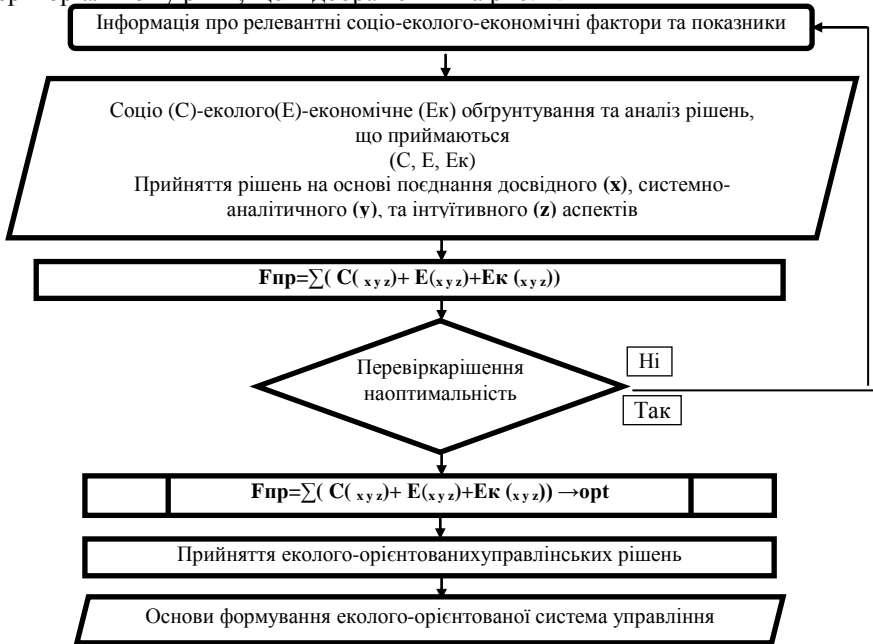 Інформація про релевантні соціо-еколого-економічні фактори та показники
Соціо (С)-еколого(Е)-економічне (Ек) обґрунтування та аналіз рішень,
що приймаються
(С, Е, Ек)
Прийняття рішень на основі поєднання досвідного (x), системно-
аналітичного (y), та інтуїтивного (z) аспектів
Fпр=∑( C( x y z)+ E(x y z)+Ек (x y z))
Ні
Перевіркарішення
наоптимальність
Так
Fпр=∑( C( x y z)+ E(x y z)+Ек (x y z)) →opt
Прийняття еколого-орієнтованихуправлінських рішень
Основи формування еколого-орієнтованої система управління